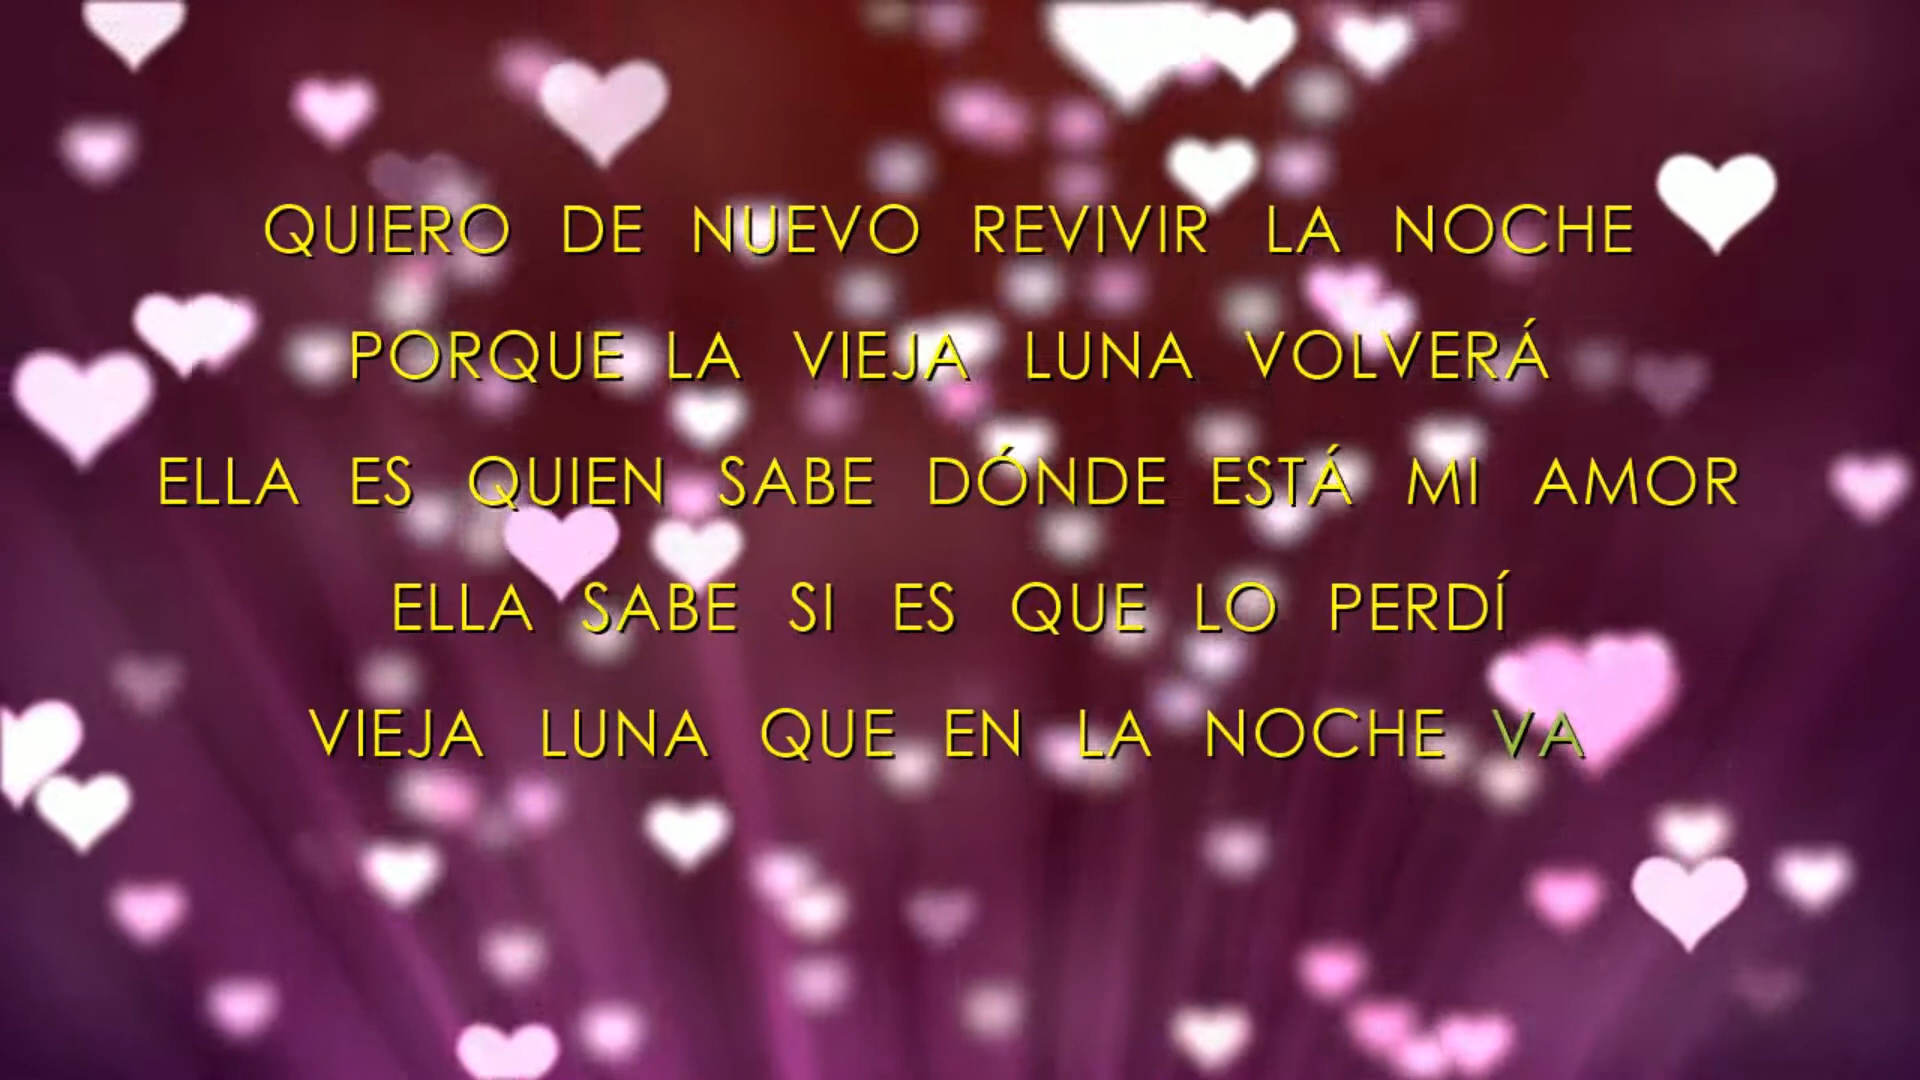 QUIERO DE NUEVO REVIVIR LA NOCHE
PORQUE LA VIEJA LUNA VOLVERÁ
ELLA ES QUIEN SABE DÓNDE ESTÁ MI AMOR
ELLA SABE SI ES QUE LO PERDÍ
VIEJA LUNA QUE EN LA NOCHE VA